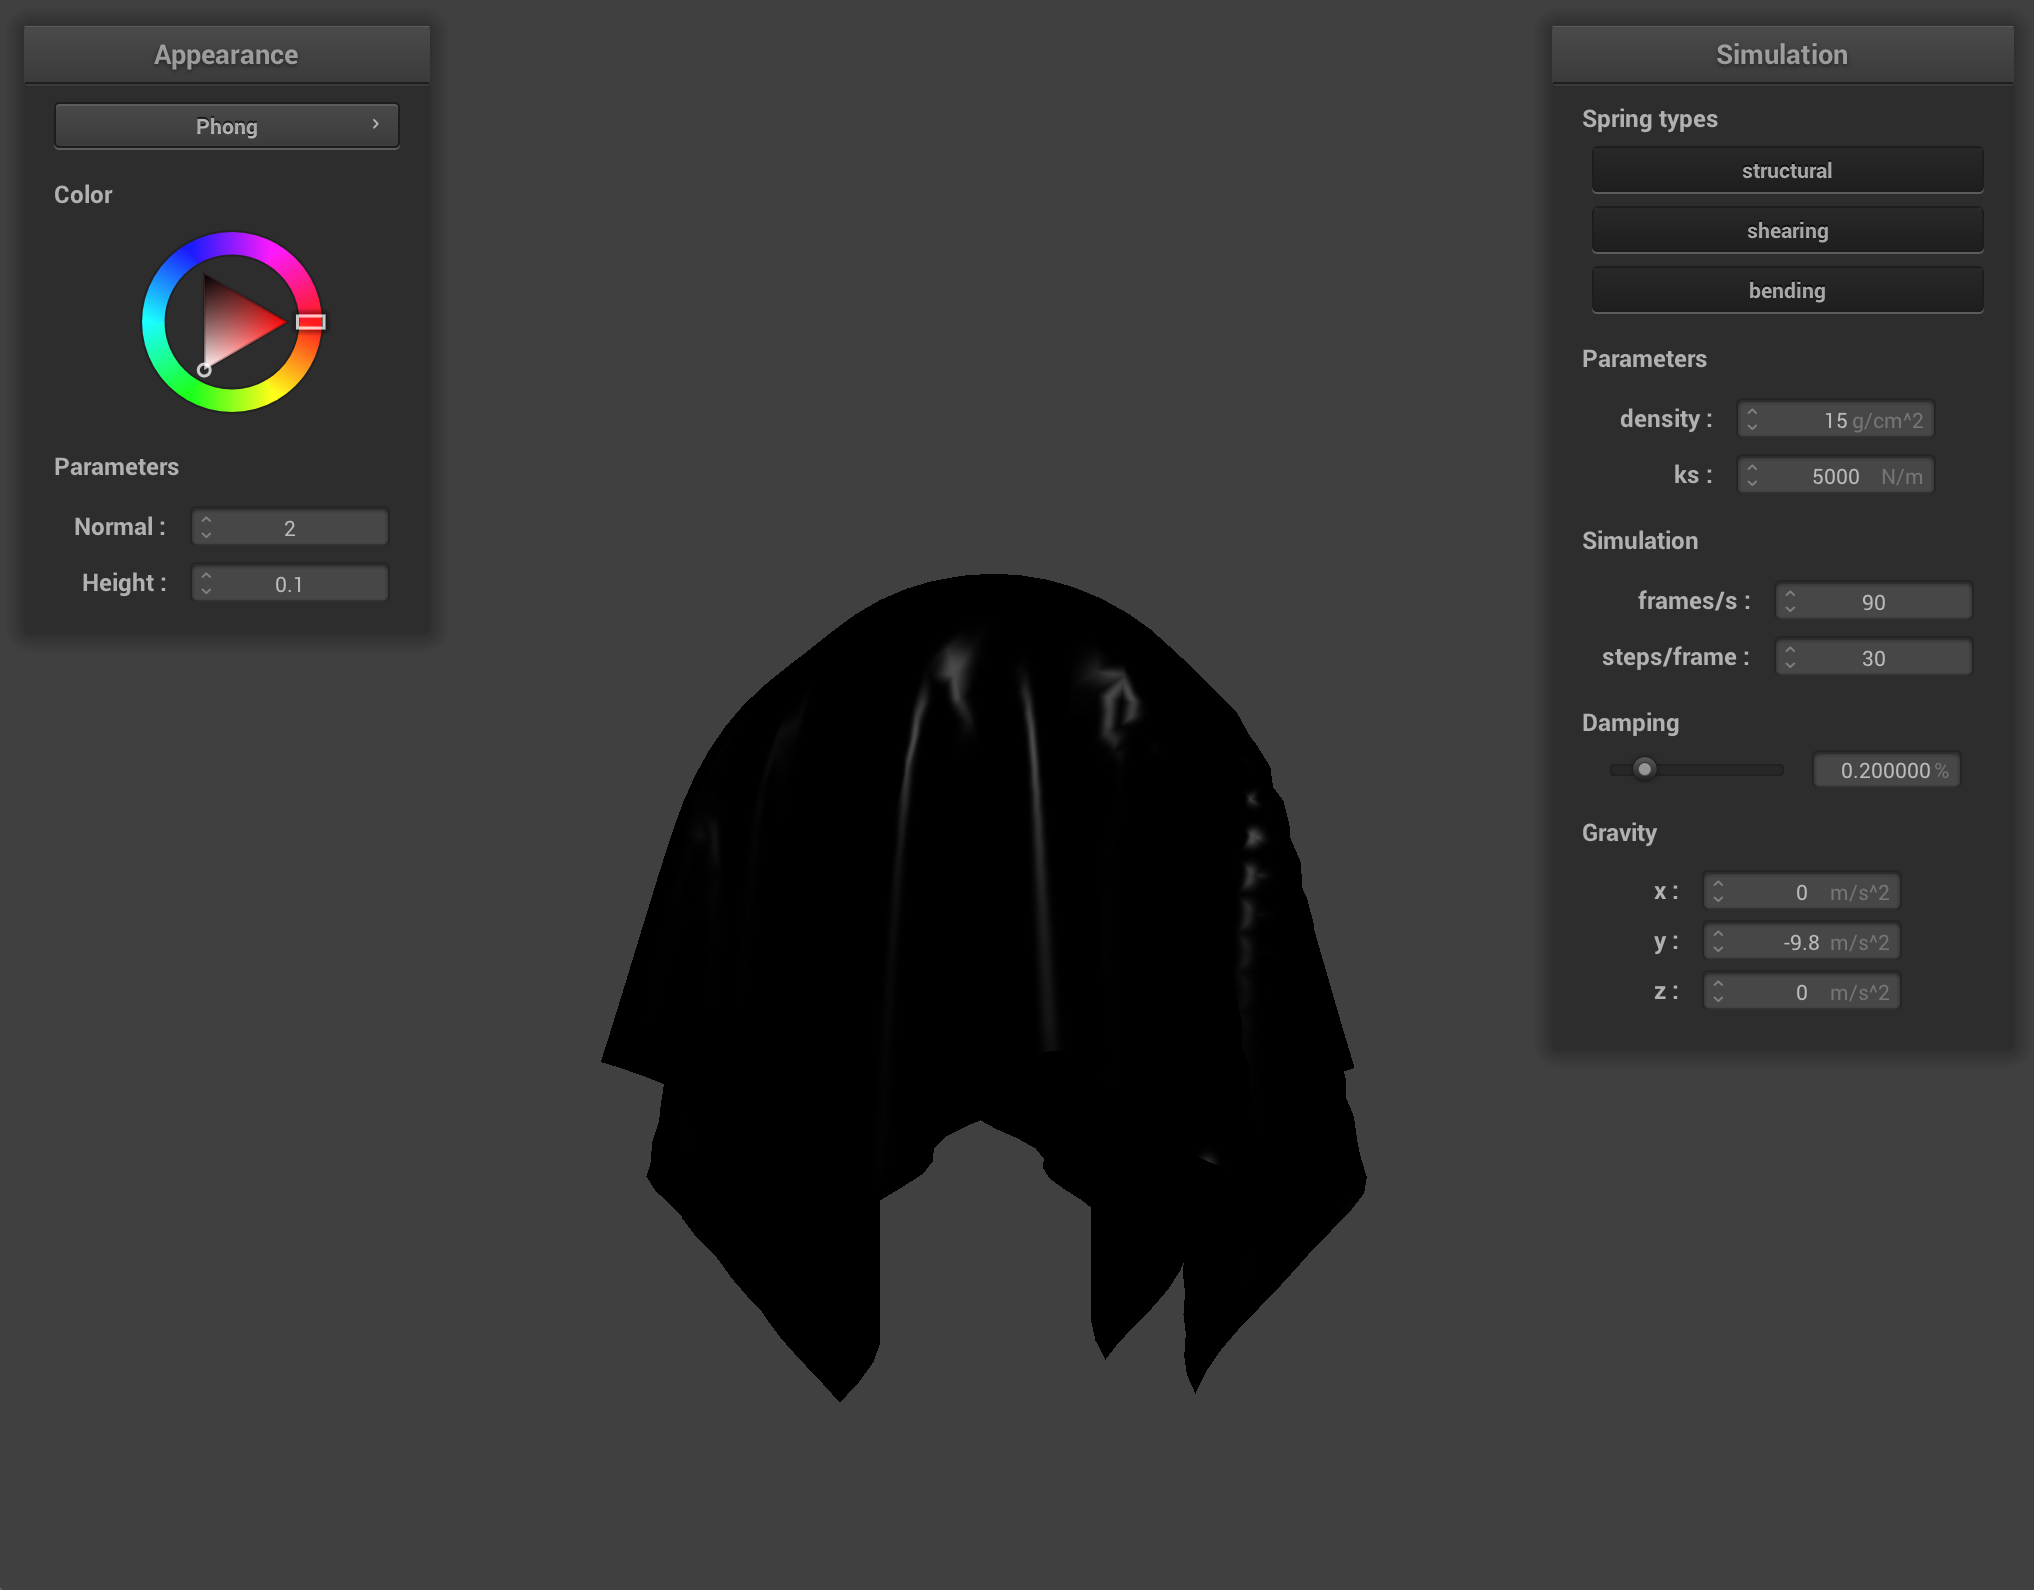 Appearance
Phong
Color
Parameters
Normal : 2
Height : 0.1
Simulation
Spring types
structural
shearing
bending
Parameters
density : 15 g/cm^2
ks : 5000 N/m
Simulation
frames/s : 90
steps/frame : 30
Damping
0.200000 %
Gravity
x : 0 m/s^2
y : -9.8 m/s^2
z : 0 m/s^2